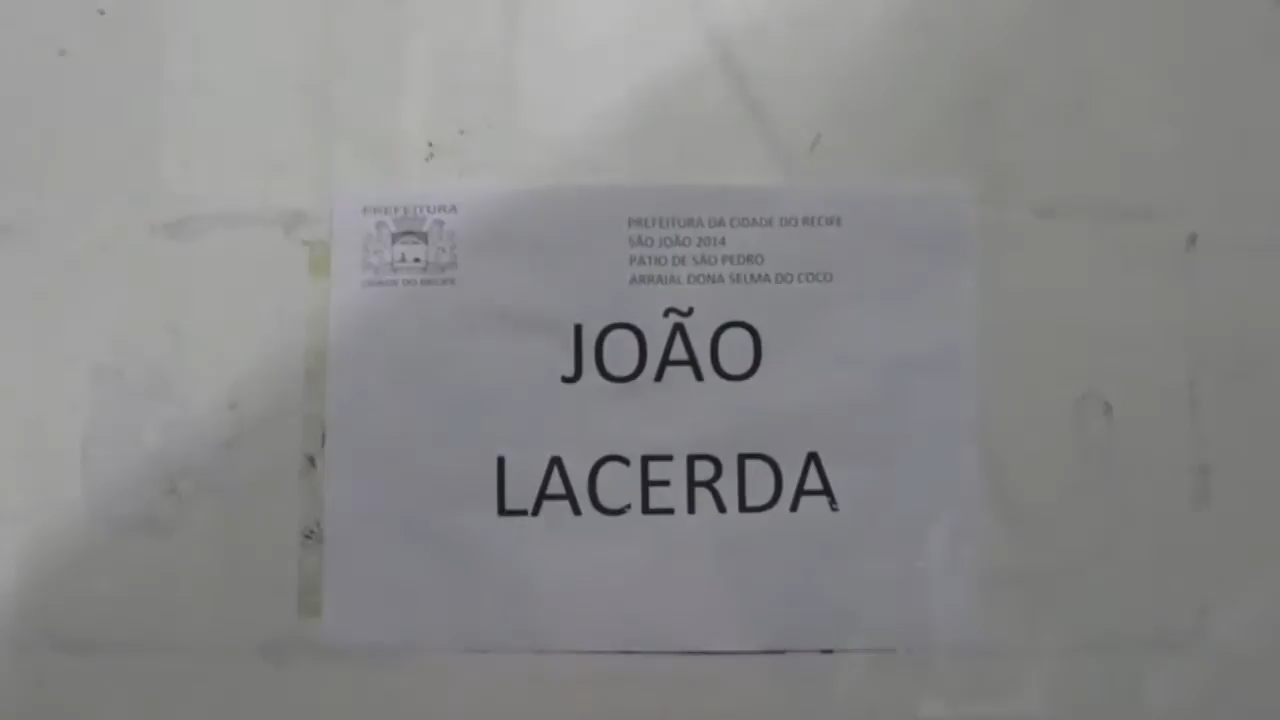 PREFEITURA
CIDADE DO RECIFE
PREFEITURA DA CIDADE DO RECIFE
SÃO JOÃO 2014
PATIO DE SÃO PEDRO
ARRAIAL DONA SELMA DO COCO
JOÃO
LACERDA